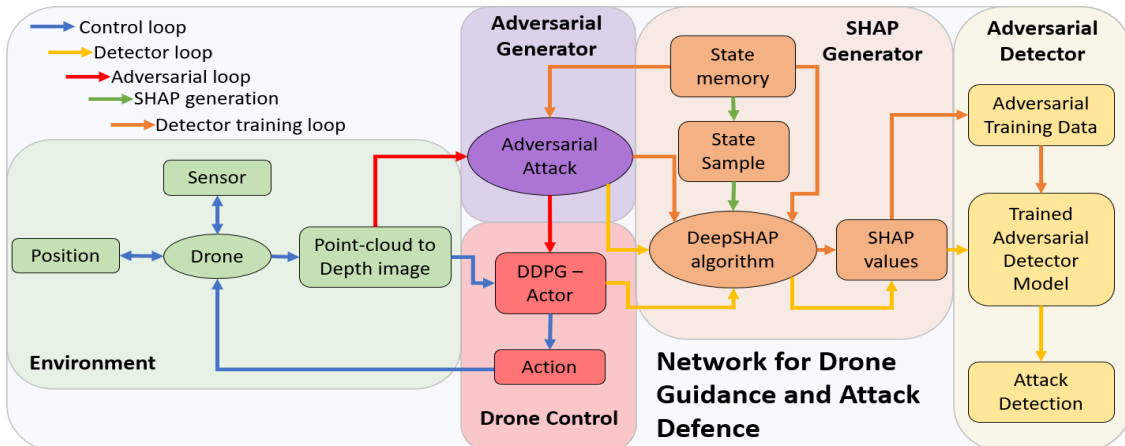 Control loop
Detector loop
Adversarial loop
SHAP generation
Detector training loop
Adversarial
Generator
SHAP
Generator
Adversarial
Detector
State
memory
State
Sample
Adversarial
Attack
Adversarial
Training Data
Sensor
Position
Drone
Point-cloud to
Depth image
DDPG –
Actor
DeepSHAP
algorithm
SHAP
values
Trained
Adversarial
Detector
Model
Environment
Action
Drone Control
Network for Drone
Guidance and Attack
Defence
Attack
Detection